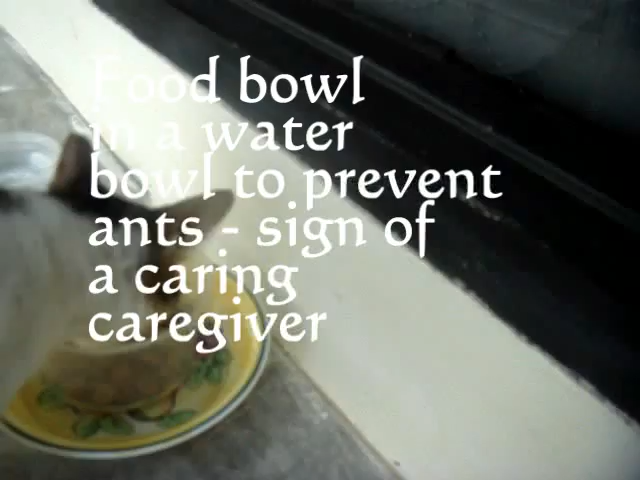 Food bowl
in a water
bowl to prevent
ants - sign of
a caring
caregiver